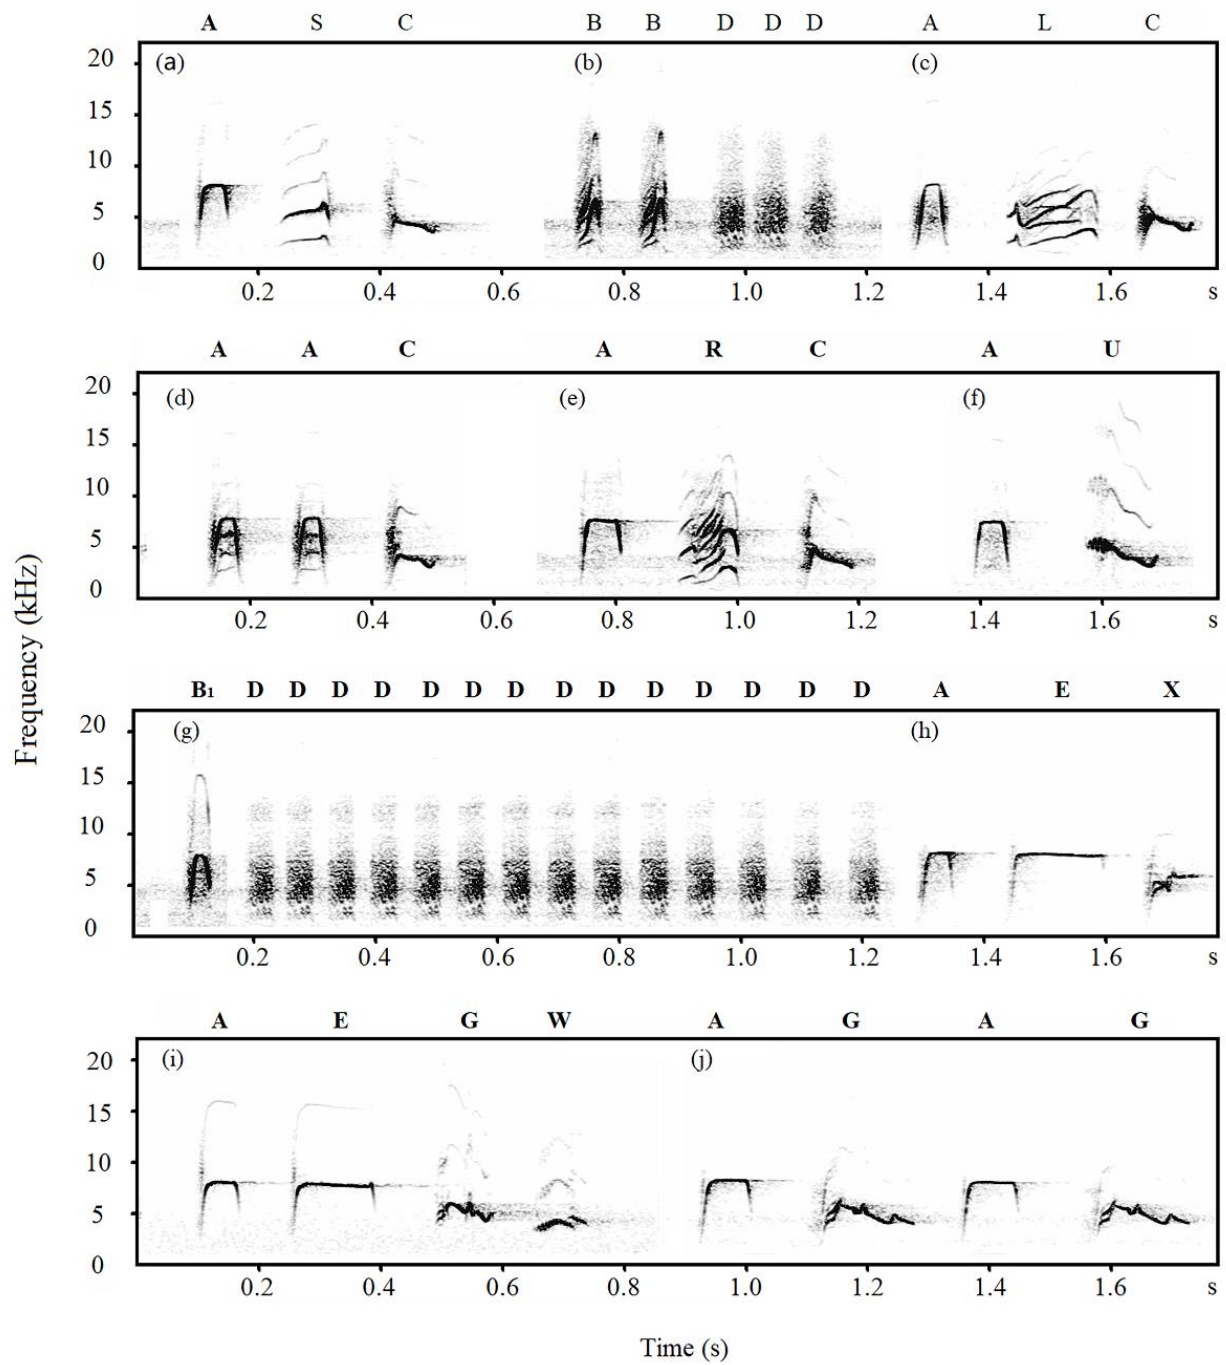 A S C B B D D D A L C
(a) (b) (c)
20
15
10
5
0
0.2 0.4 0.6 0.8 1.0 1.4 1.6 s
A A C A R C A U
(d) (e) (f)
20
15
10
5
0
0.2 0.4 0.8 1.0 1.2 1.4 1.6 s
B1 D D D D D D D D D D D D D D A E X
(g) (h)
20
15
10
5
0
0.2 0.4 0.6 0.8 1.0 1.2 1.4 1.6 s
A E G W A G A G
(i) (j)
20
15
10
5
0
0.2 0.4 0.6 0.8 1.0 1.2 1.4 1.6 s
Frequency (kHz)
Time (s)